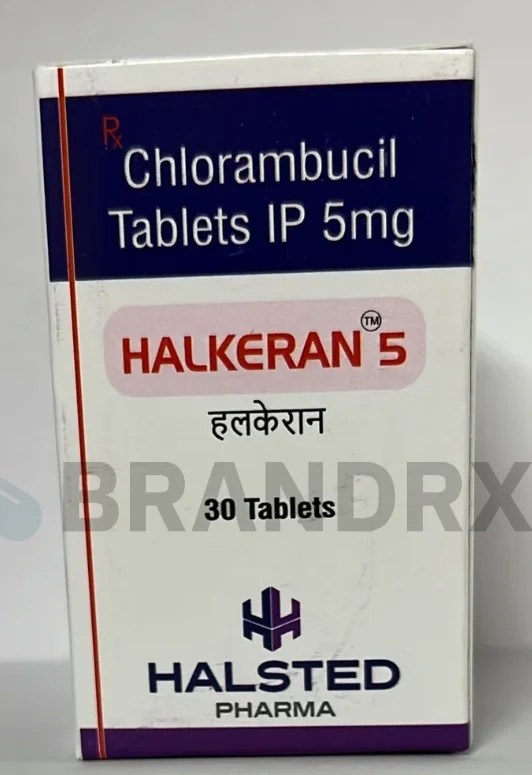 Rx
Chlorambucil
Tablets IP 5mg
HALKERAN™ 5
हलकेरान
BRANDRX
30 Tablets
HALSTED
PHARMA